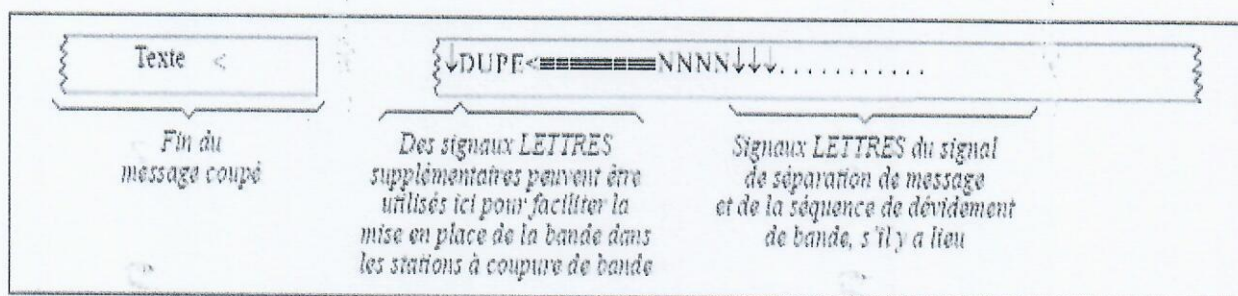 Texte <
↓DUPE<≡≡≡≡≡≡≡≡NNNN↓↓↓............
Fin du
message coupé
Des signaux LETTRES
supplémentaires peuvent être
utilisés ici pour faciliter la
mise en place de la bande dans
les stations à coupure de bande
Signaux LETTRES du signal
de séparation de message
et de la séquence de dévidement
de bande, s'il y a lieu